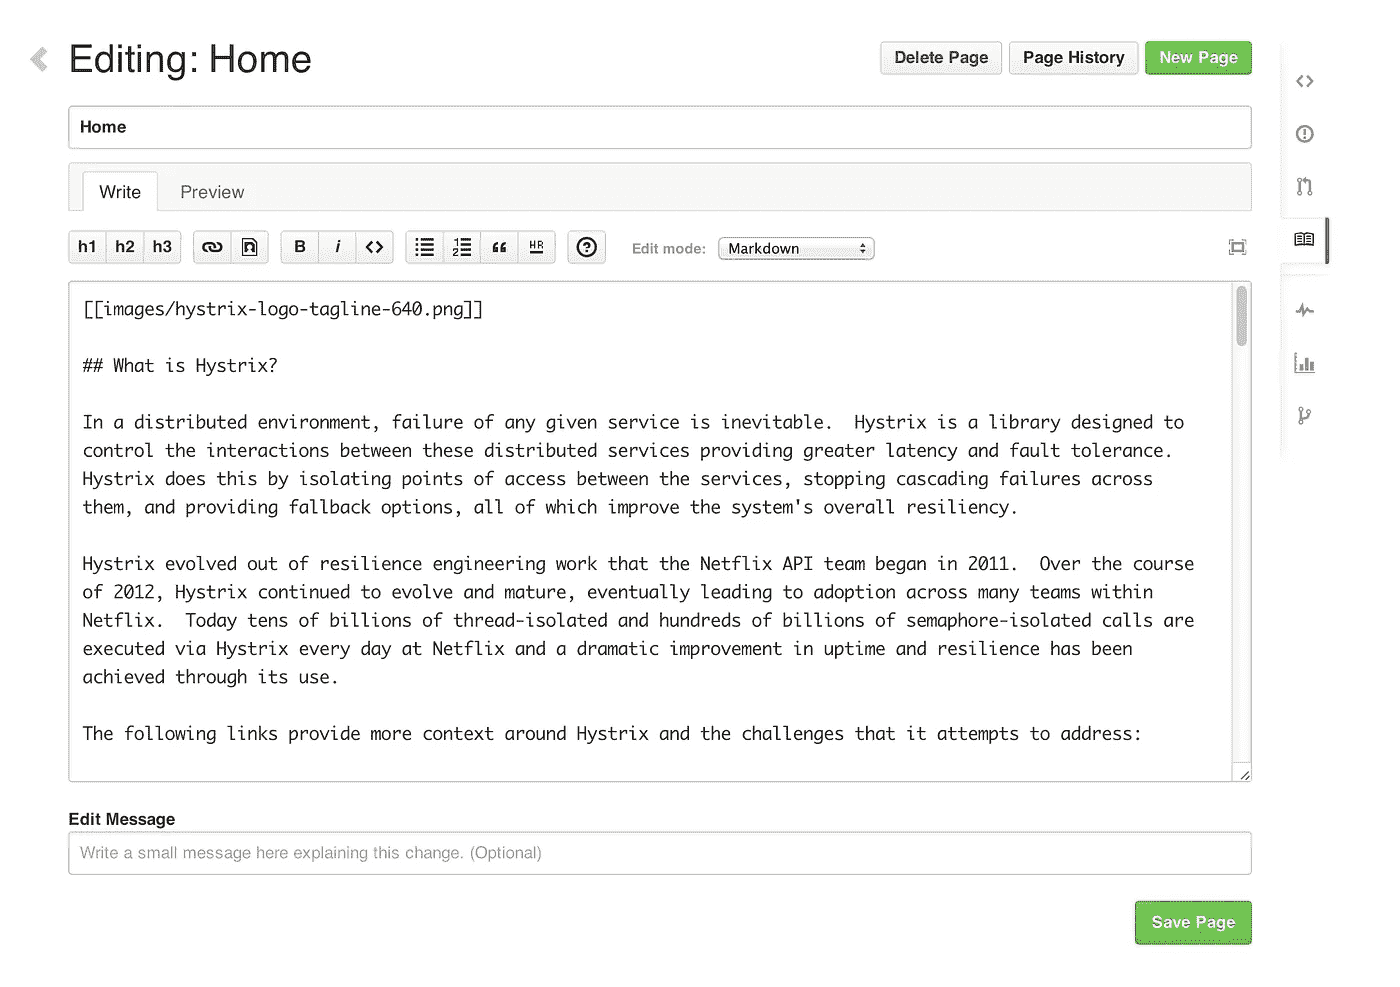 Editing: Home
Delete Page
Page History
New Page
Home
Write
Preview
h1 h2 h3
B i <>
1 2
“
HR
?
Edit mode:
Markdown
[[images/hystrix-logo-tagline-640.png]]
## What is Hystrix?
In a distributed environment, failure of any given service is inevitable.  Hystrix is a library designed to
control the interactions between these distributed services providing greater latency and fault tolerance.
Hystrix does this by isolating points of access between the services, stopping cascading failures across
them, and providing fallback options, all of which improve the system's overall resiliency.
Hystrix evolved out of resilience engineering work that the Netflix API team began in 2011.  Over the course
of 2012, Hystrix continued to evolve and mature, eventually leading to adoption across many teams within
Netflix.  Today tens of billions of thread-isolated and hundreds of billions of semaphore-isolated calls are
executed via Hystrix every day at Netflix and a dramatic improvement in uptime and resilience has been
achieved through its use.
The following links provide more context around Hystrix and the challenges that it attempts to address:
Edit Message
Write a small message here explaining this change. (Optional)
Save Page